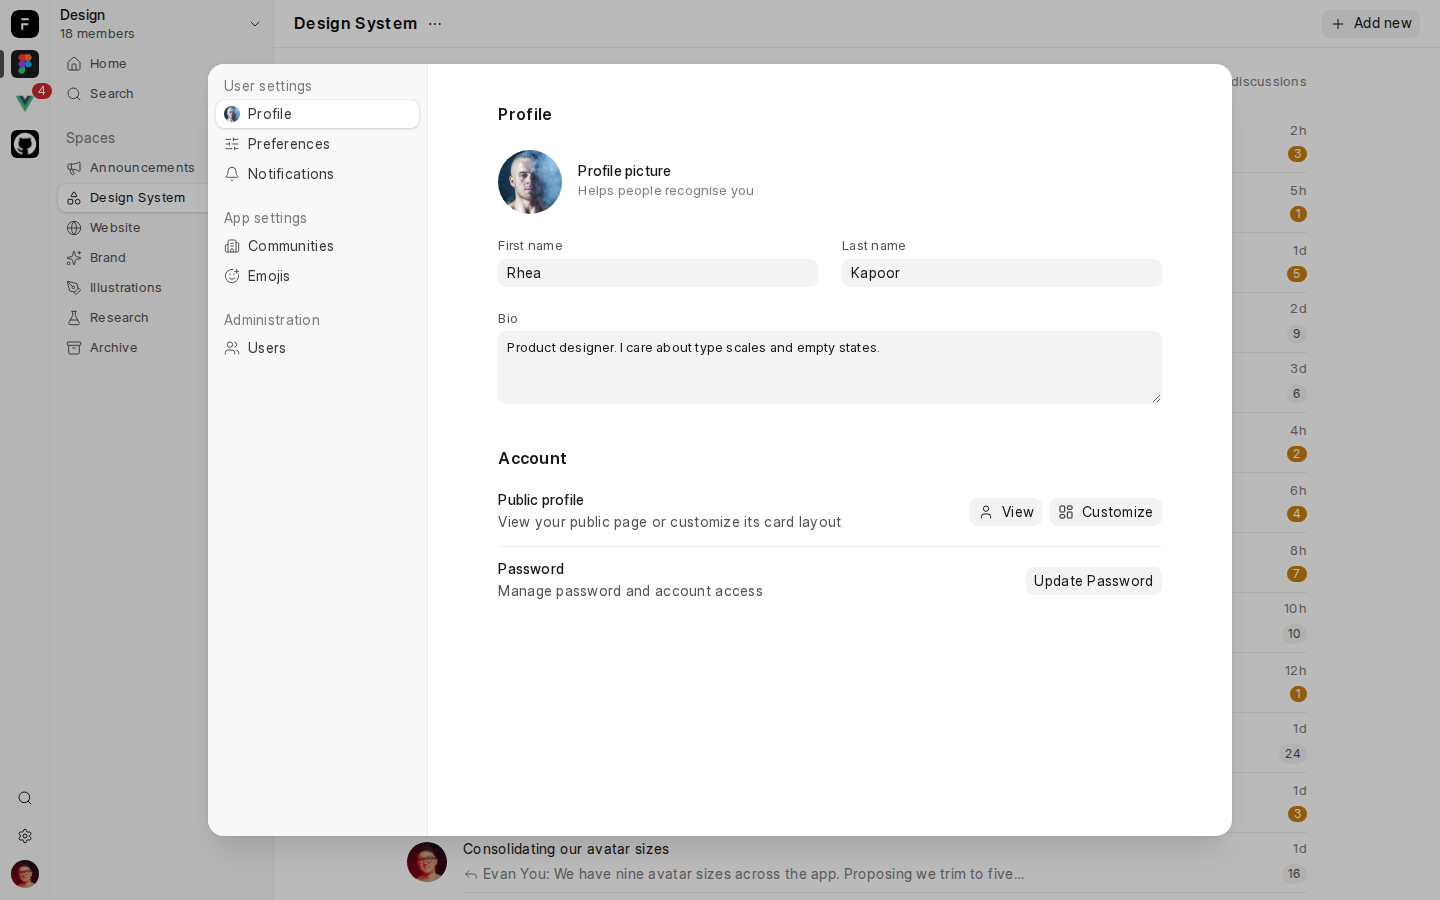 Design
18 members
Home
4
Search
Spaces
Announcements
Design System
Website
Brand
Illustrations
Research
Archive
Design System
Add new
discussions
2h
3
5h
1
1d
5
2d
9
3d
6
4h
2
6h
4
8h
7
10h
10
12h
1
1d
24
1d
3
Consolidating our avatar sizes
1d
Evan You: We have nine avatar sizes across the app. Proposing we trim to five...
16
User settings
Profile
Preferences
Notifications
App settings
Communities
Emojis
Administration
Users
Profile
Profile picture
Helps people recognise you
First name
Last name
Rhea
Kapoor
Bio
Product designer. I care about type scales and empty states.
Account
Public profile
View your public page or customize its card layout
View
Customize
Password
Manage password and account access
Update Password